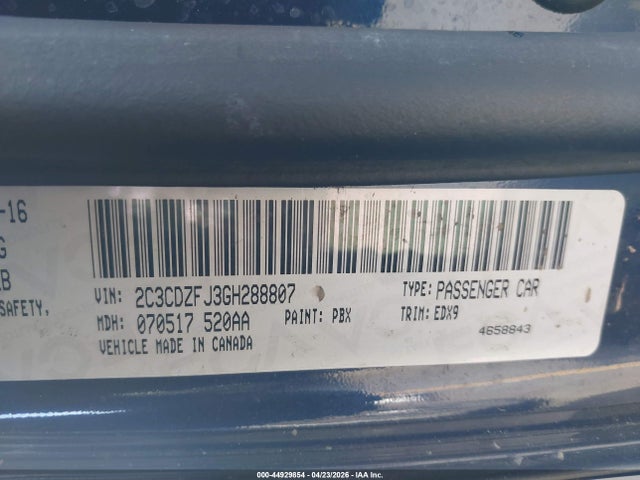 -16
G
LB
SAFETY,
VIN: 2C3CDZFJ3GH288807
TYPE: PASSENGER CAR
MDH: 070517 520AA
PAINT: PBX
TRIM: EDX9
VEHICLE MADE IN CANADA
4658843
000-44929854 - 04/23/2026 - IAA Inc.